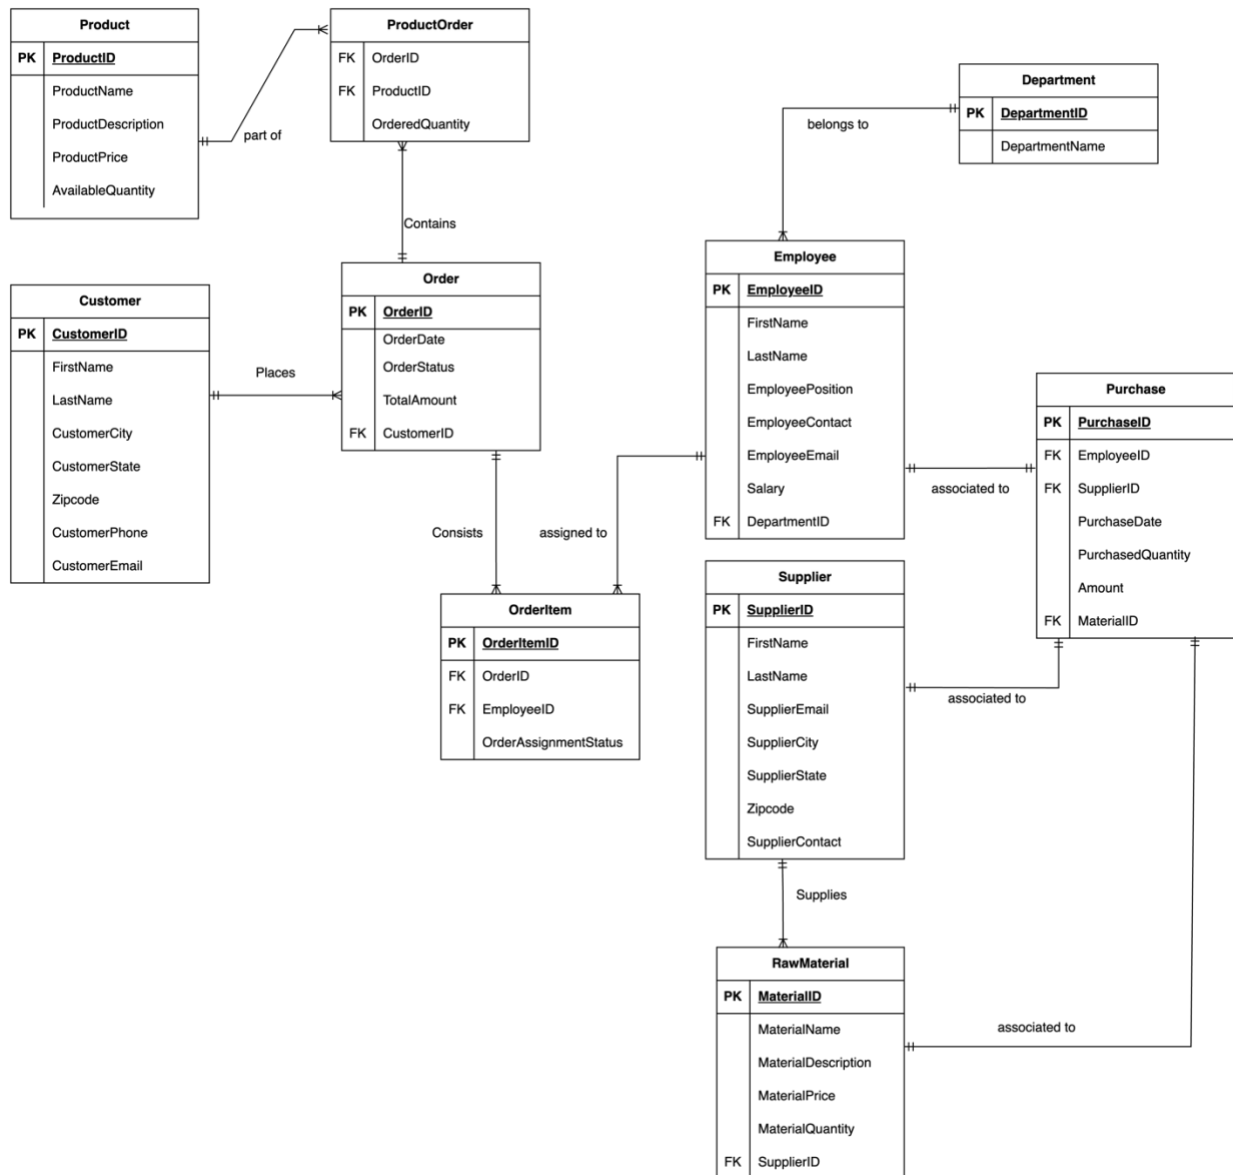 Product
PK ProductID
ProductName
ProductDescription
ProductPrice
AvailableQuantity
part of
ProductOrder
FK OrderID
FK ProductID
OrderedQuantity
Contains
Department
PK DepartmentID
DepartmentName
belongs to
Customer
PK CustomerID
FirstName
LastName
CustomerCity
CustomerState
Zipcode
CustomerPhone
CustomerEmail
Places
Order
PK OrderID
OrderDate
OrderStatus
TotalAmount
FK CustomerID
Consists
assigned to
Employee
PK EmployeeID
FirstName
LastName
EmployeePosition
EmployeeContact
EmployeeEmail
Salary
FK DepartmentID
associated to
Purchase
PK PurchaseID
FK EmployeeID
FK SupplierID
PurchaseDate
PurchasedQuantity
Amount
FK MaterialID
OrderItem
PK OrderItemID
FK OrderID
FK EmployeeID
OrderAssignmentStatus
Supplier
PK SupplierID
FirstName
LastName
SupplierEmail
SupplierCity
SupplierState
Zipcode
SupplierContact
associated to
Supplies
RawMaterial
PK MaterialID
MaterialName
MaterialDescription
MaterialPrice
MaterialQuantity
FK SupplierID
associated to